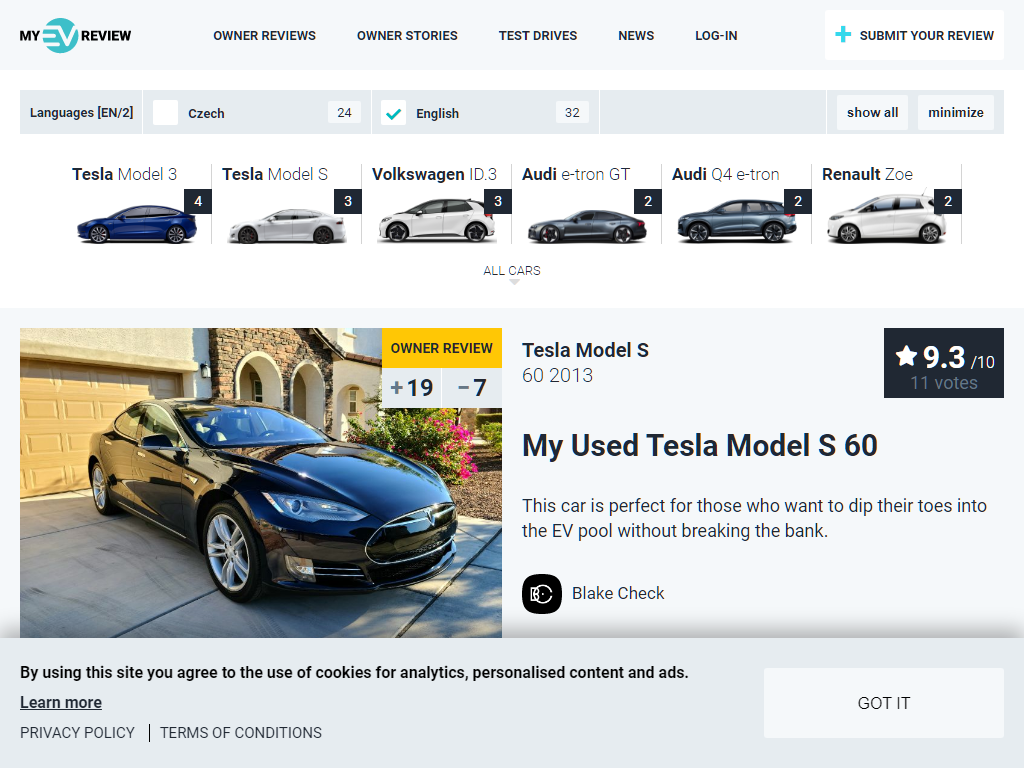 MY EV REVIEW
OWNER REVIEWS
OWNER STORIES
TEST DRIVES
NEWS
LOG-IN
SUBMIT YOUR REVIEW
Languages [EN/2]
Czech
24
English
32
show all
minimize
Tesla Model 3
4
Tesla Model S
3
Volkswagen ID.3
3
Audi e-tron GT
2
Audi Q4 e-tron
2
Renault Zoe
2
ALL CARS
OWNER REVIEW
+19
−7
Tesla Model S
60 2013
9.3 /10
11 votes
My Used Tesla Model S 60
This car is perfect for those who want to dip their toes into
the EV pool without breaking the bank.
Blake Check
By using this site you agree to the use of cookies for analytics, personalised content and ads.
Learn more
PRIVACY POLICY
TERMS OF CONDITIONS
GOT IT